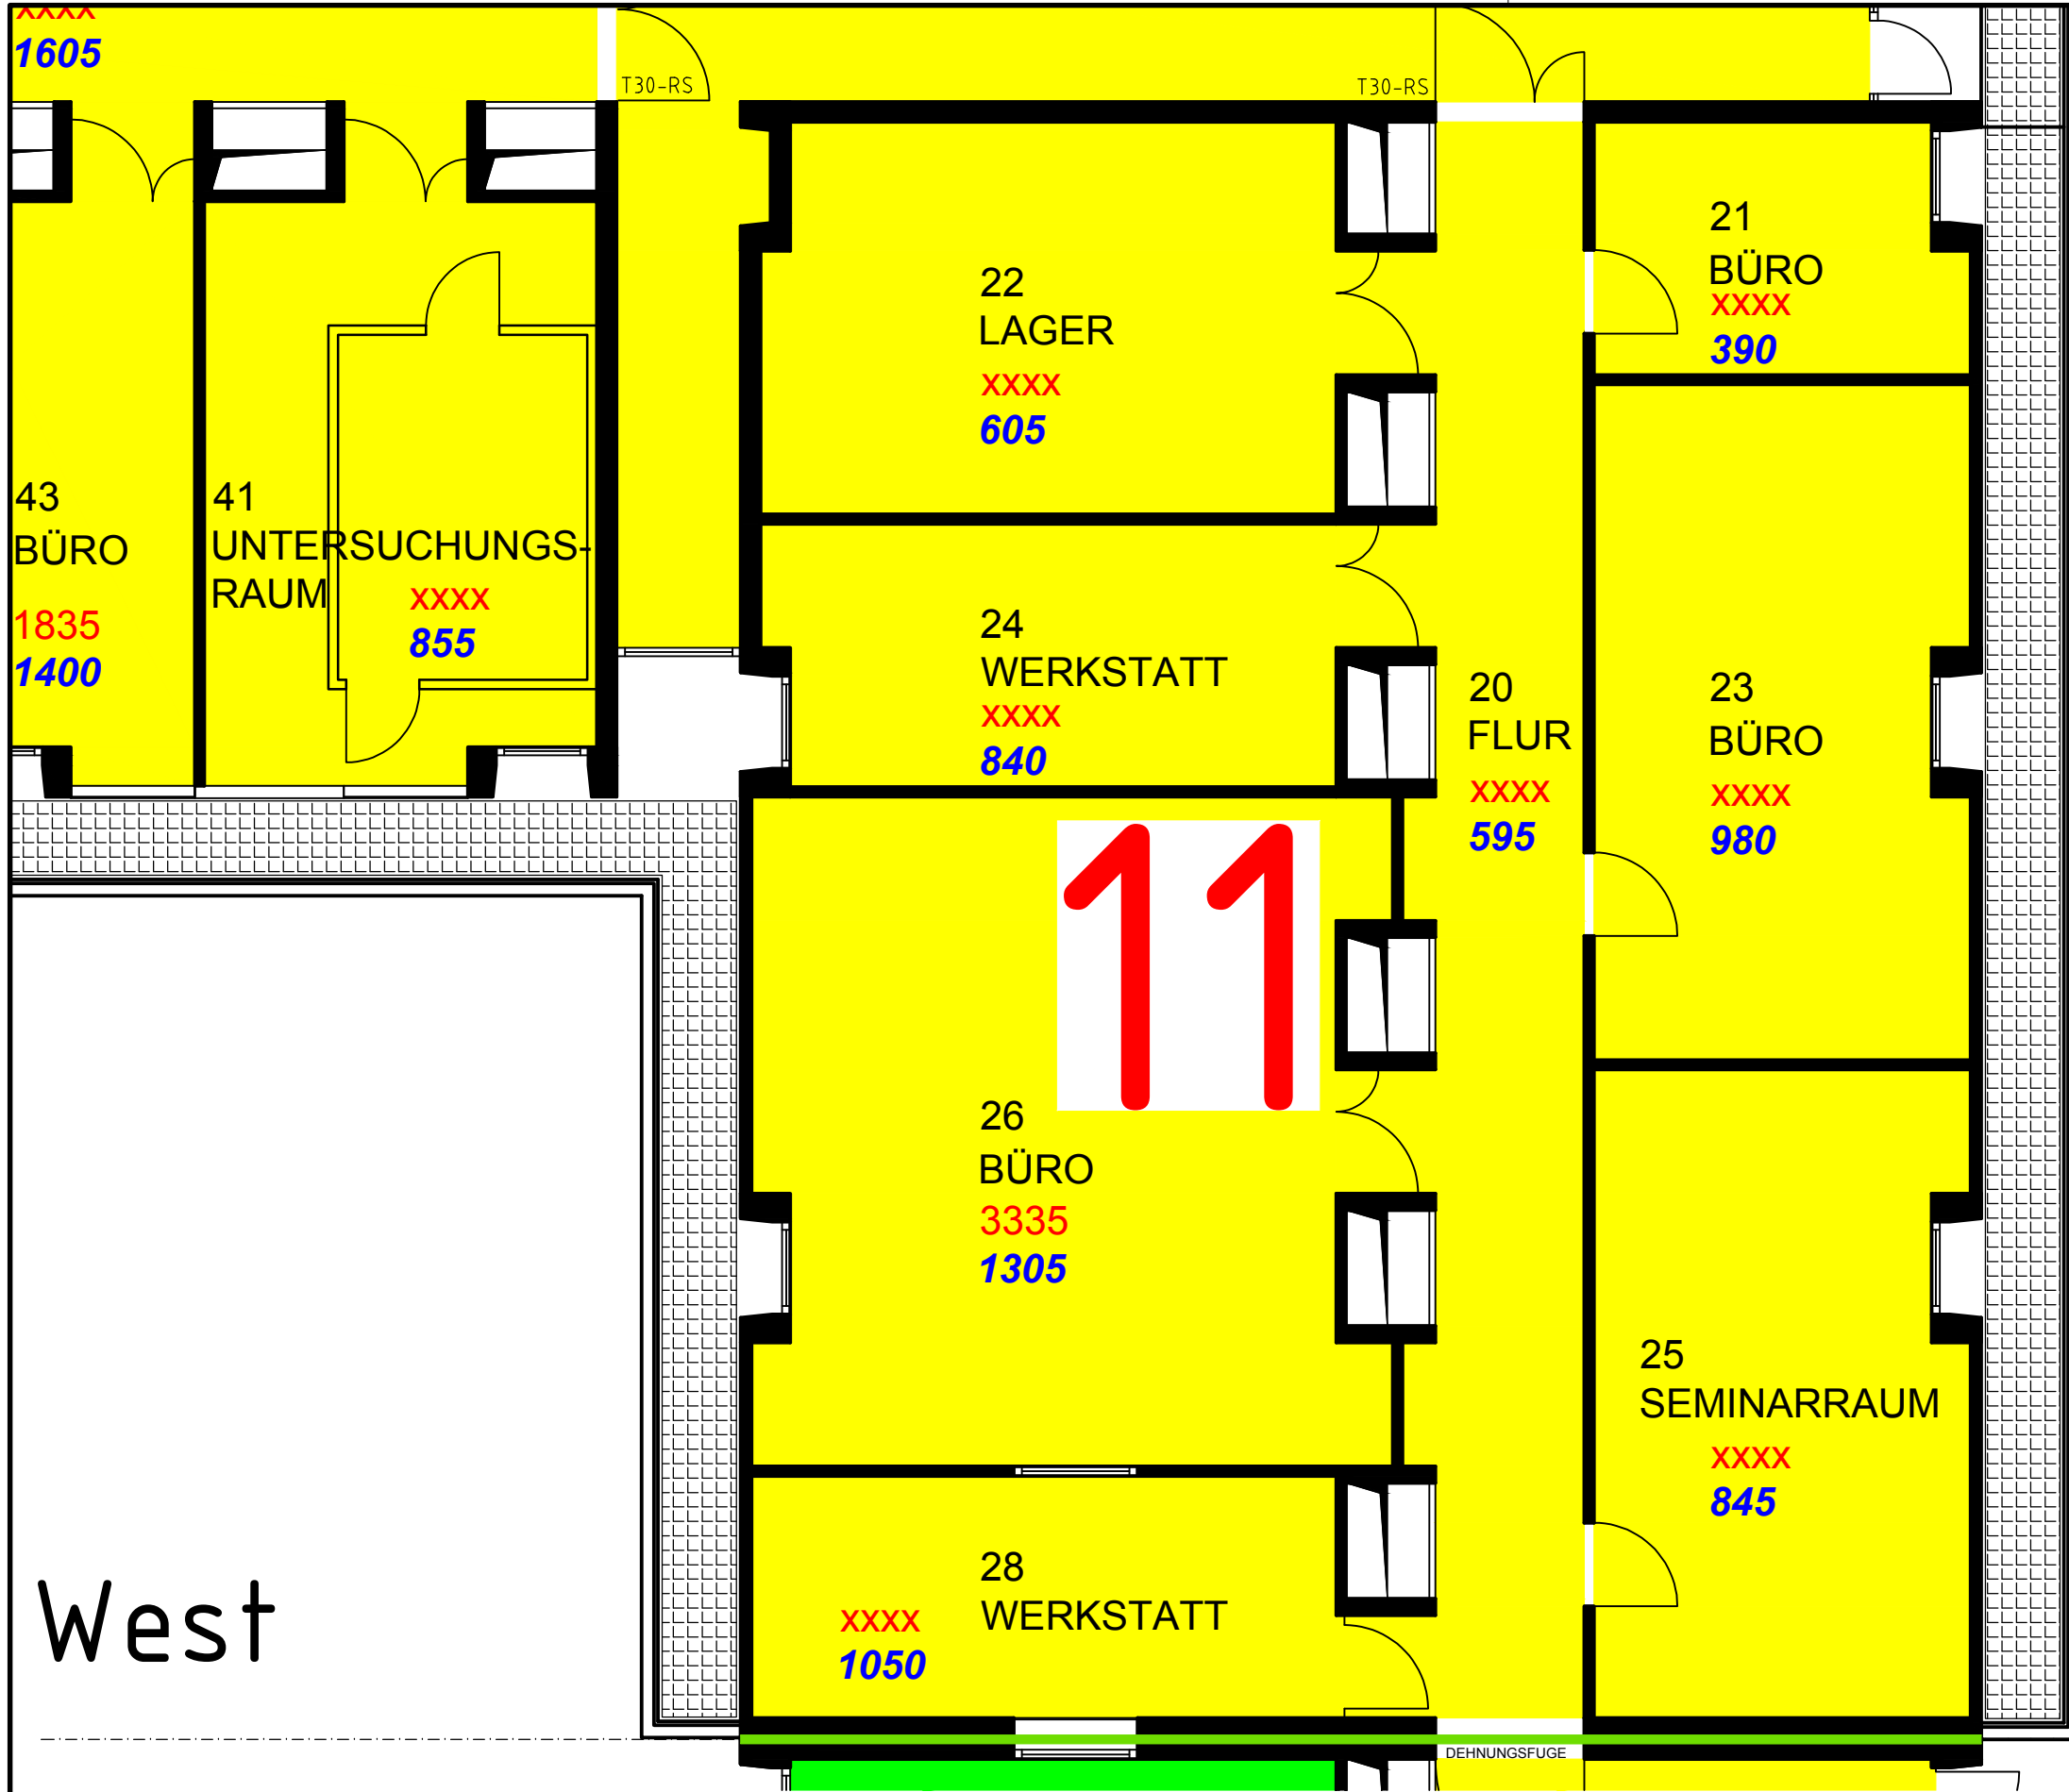 xxxx
1605
T30-RS
T30-RS
21
BÜRO
xxxx
390
22
LAGER
xxxx
605
43
BÜRO
1835
1400
41
UNTERSUCHUNGS-
RAUM
xxxx
855
24
WERKSTATT
xxxx
840
20
FLUR
xxxx
595
23
BÜRO
xxxx
980
11
26
BÜRO
3335
1305
25
SEMINARRAUM
xxxx
845
28
WERKSTATT
xxxx
1050
West
DEHNUNGSFUGE